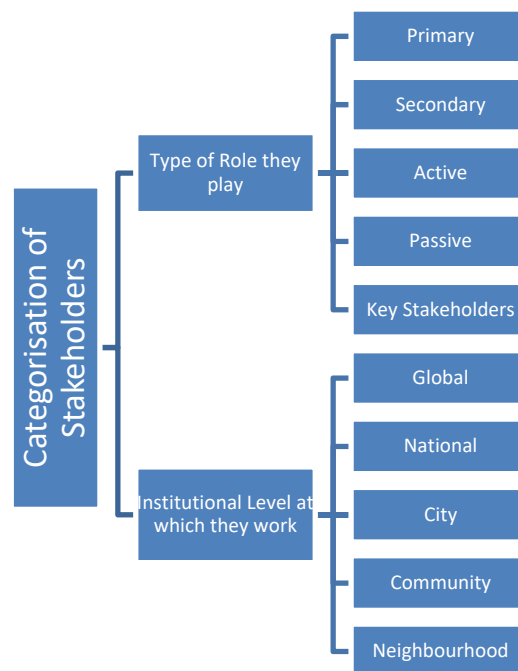 Categorisation of
Stakeholders
Type of Role they
play
Primary
Secondary
Active
Passive
Key Stakeholders
Institutional Level at
which they work
Global
National
City
Community
Neighbourhood